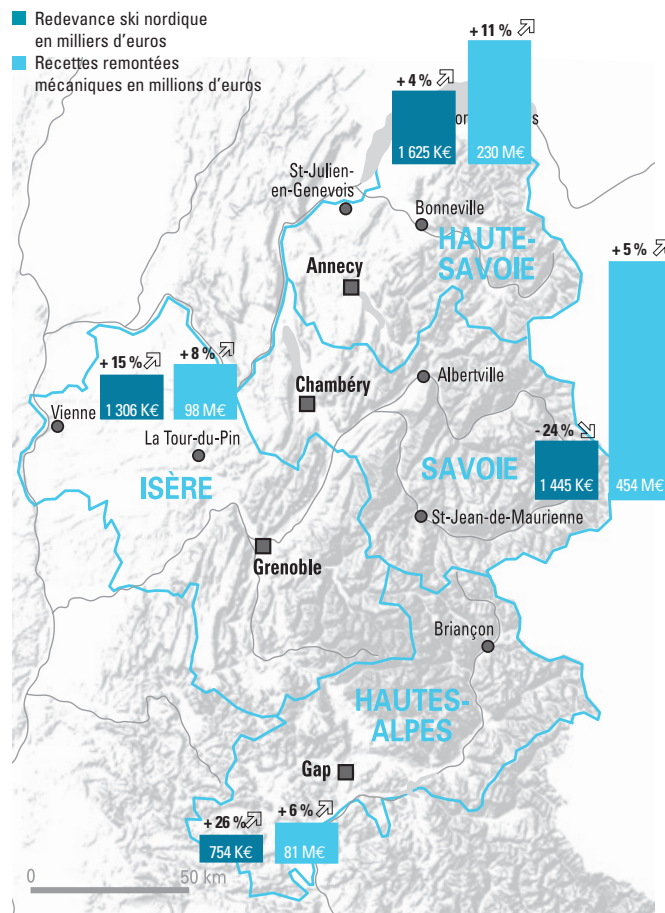 Redevance ski nordique
en milliers d'euros
Recettes remontées
mécaniques en millions d'euros
+ 11 %
+ 4 %
1 625 K€
230 M€
St-Julien-
en-Genevois
Bonneville
HAUTE-
SAVOIE
+ 5 %
Annecy
+ 15 %
+ 8 %
Chambéry
Albertville
1 306 K€
98 M€
Vienne
La Tour-du-Pin
- 24 %
SAVOIE
1 445 K€
454 M€
ISÈRE
St-Jean-de-Maurienne
Grenoble
Briançon
HAUTES-
ALPES
Gap
+ 26 %
+ 6 %
754 K€
81 M€
0
50 km